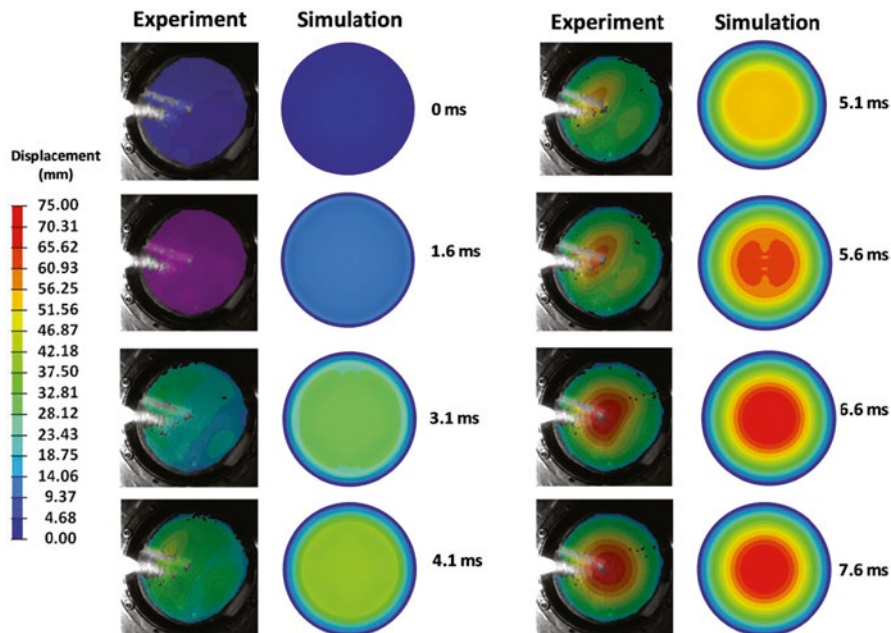 Experiment Simulation Experiment Simulation
0 ms
5.1 ms
Displacement
(mm)
75.00
70.31
65.62
60.93
56.25
51.56
46.87
42.18
37.50
32.81
28.12
23.43
18.75
14.06
9.37
4.68
0.00
1.6 ms
5.6 ms
3.1 ms
6.6 ms
4.1 ms
7.6 ms